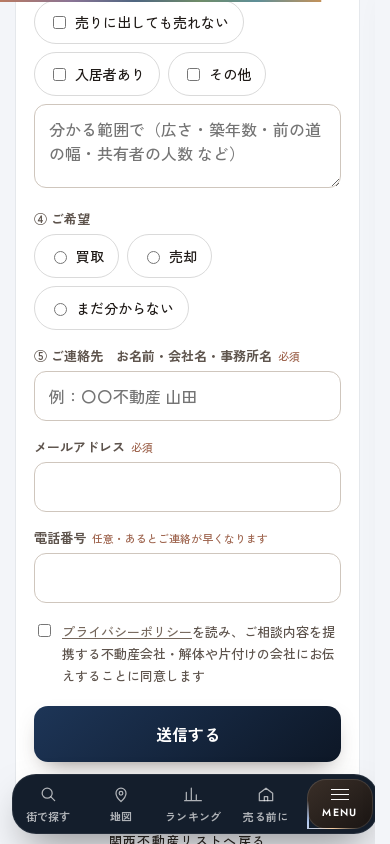 売りに出しても売れない
入居者あり
その他
分かる範囲で（広さ・築年数・前の道
の幅・共有者の人数 など）
④ ご希望
買取
売却
まだ分からない
⑤ ご連絡先　お名前・会社名・事務所名 必須
例：〇〇不動産 山田
メールアドレス 必須
電話番号 任意・あるとご連絡が早くなります
プライバシーポリシーを読み、ご相談内容を提
携する不動産会社・解体や片付けの会社にお伝
えすることに同意します
送信する
街で探す
地図
ランキング
売る前に
MENU
関西不動産リストへ戻る